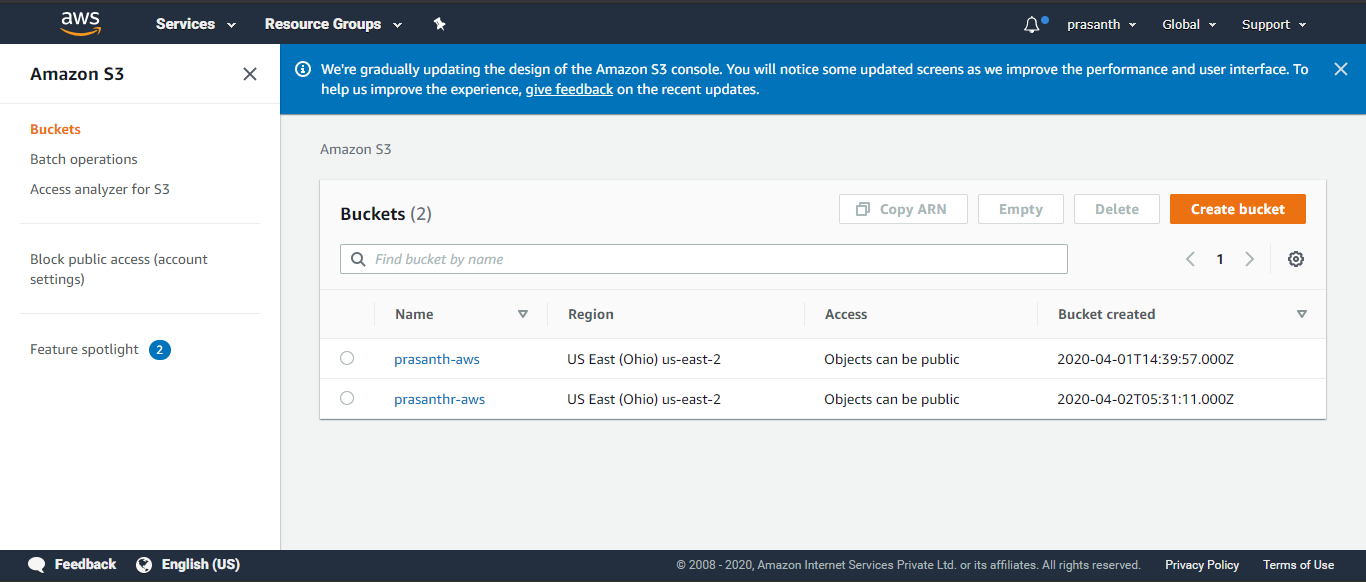 aws Services Resource Groups prasanth Global Support
Amazon S3
Buckets
Batch operations
Access analyzer for S3
Block public access (account
settings)
Feature spotlight 2
We're gradually updating the design of the Amazon S3 console. You will notice some updated screens as we improve the performance and user interface. To
help us improve the experience, give feedback on the recent updates.
Amazon S3
Buckets (2) Copy ARN Empty Delete Create bucket
Find bucket by name 1
Name Region Access Bucket created
prasanth-aws US East (Ohio) us-east-2 Objects can be public 2020-04-01T14:39:57.000Z
prasanthr-aws US East (Ohio) us-east-2 Objects can be public 2020-04-02T05:31:11.000Z
Feedback English (US) © 2008 - 2020, Amazon Internet Services Private Ltd. or its affiliates. All rights reserved. Privacy Policy Terms of Use